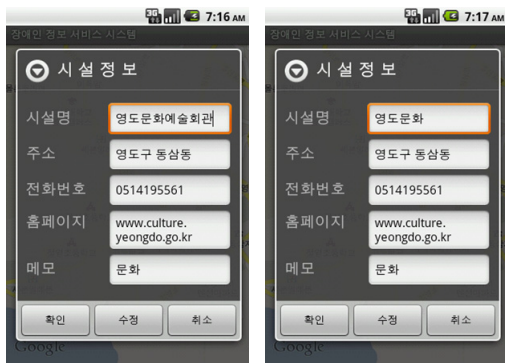 3G 7:16 AM
장애인 정보 서비스 시스템
시설정보
시설명 영도문화예술회관
주소 영도구 동삼동
전화번호 0514195561
홈페이지 www.culture.
yeongdo.go.kr
메모 문화
확인 수정 취소
Google
3G 7:17 AM
장애인 정보 서비스 시스템
시설정보
시설명 영도문화
주소 영도구 동삼동
전화번호 0514195561
홈페이지 www.culture.
yeongdo.go.kr
메모 문화
확인 수정 취소
Google